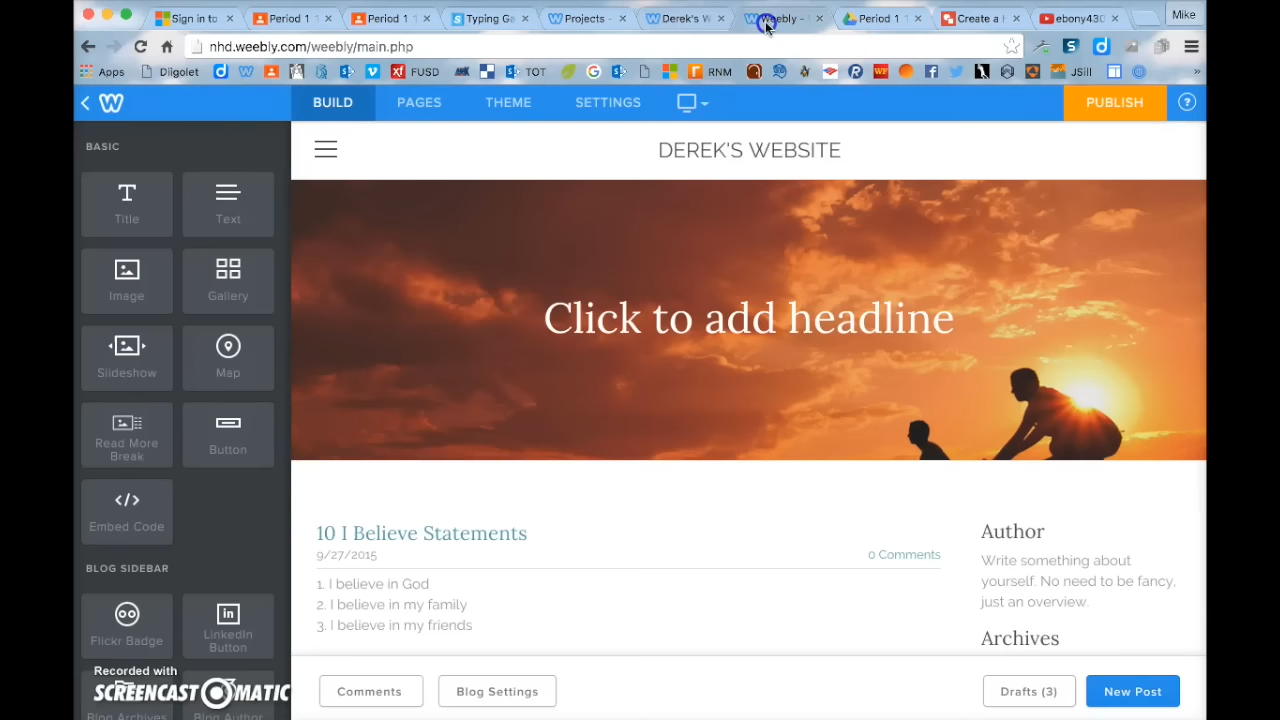 Sign in to
Period 1
Period 1
Typing Ga
Projects -
Derek's W
Weebly -
Period 1
Create a
ebony430
Mike
nhd.weebly.com/weebly/main.php
Apps
Diigolet
FUSD
TOT
RNM
JSill
»
BUILD
PAGES
THEME
SETTINGS
PUBLISH
?
BASIC
Title
Text
Image
Gallery
Slideshow
Map
Read More
Break
Button
Embed Code
BLOG SIDEBAR
Flickr Badge
LinkedIn
Button
Blog Archives
Blog Author
Recorded with
SCREENCAST MATIC
DEREK'S WEBSITE
Click to add headline
10 I Believe Statements
9/27/2015
0 Comments
1. I believe in God
2. I believe in my family
3. I believe in my friends
Author
Write something about
yourself. No need to be fancy,
just an overview.
Archives
Comments
Blog Settings
Drafts (3)
New Post